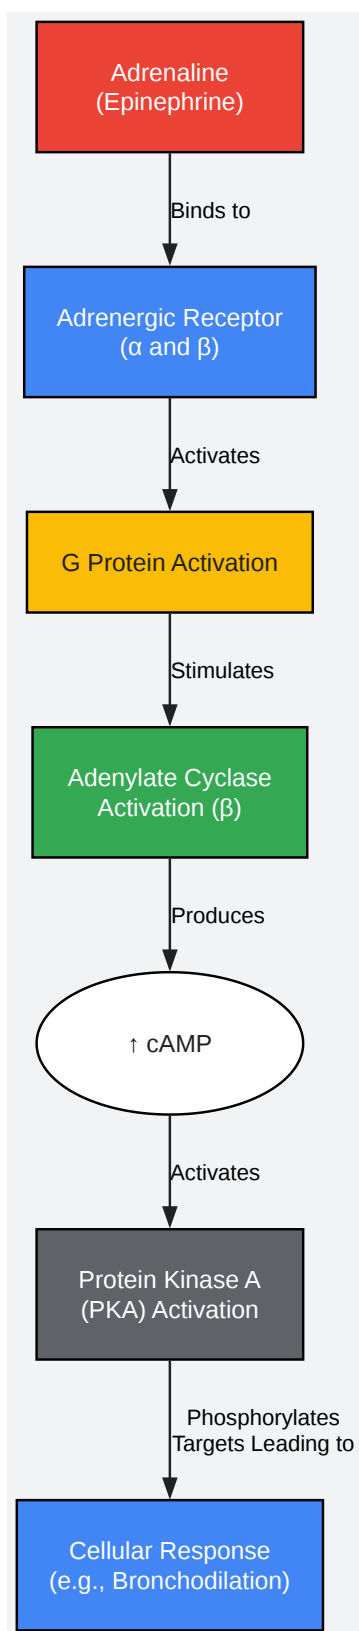 Adrenaline
(Epinephrine)
Binds to
Adrenergic Receptor
(α and β)
Activates
G Protein Activation
Stimulates
Adenylate Cyclase
Activation (β)
Produces
↑ cAMP
Activates
Protein Kinase A
(PKA) Activation
Phosphorylates
Targets Leading to
Cellular Response
(e.g., Bronchodilation)